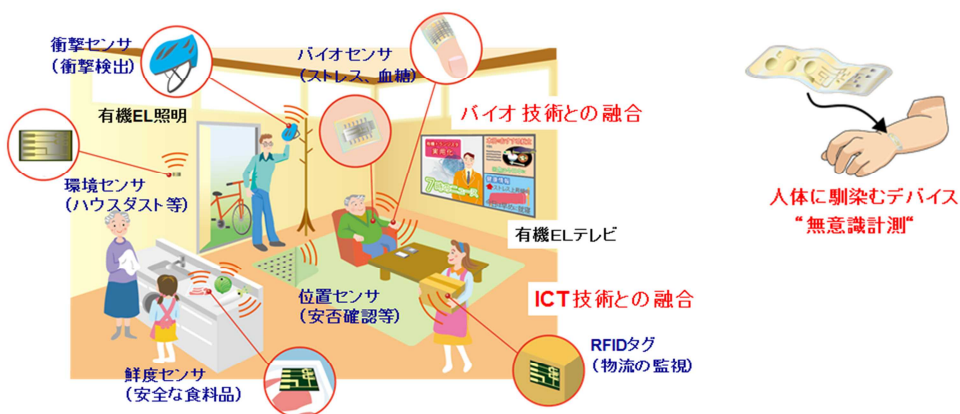 衝撃センサ
（衝撃検出）
バイオセンサ
（ストレス、血糖）
有機EL照明
バイオ技術との融合
環境センサ
（ハウスダスト等）
有機ELテレビ
位置センサ
（安否確認等）
ICT技術との融合
RFIDタグ
（物流の監視）
鮮度センサ
（安全な食料品）
人体に馴染むデバイス
“無意識計測“